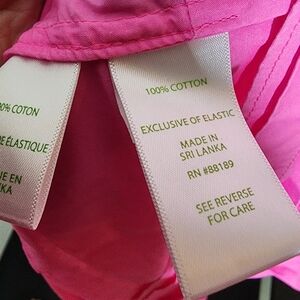 0% COTON
E ÉLASTIQUE
E EN
KA
100% COTTON
EXCLUSIVE OF ELASTIC
MADE IN
SRI LANKA
RN #88189
SEE REVERSE
FOR CARE